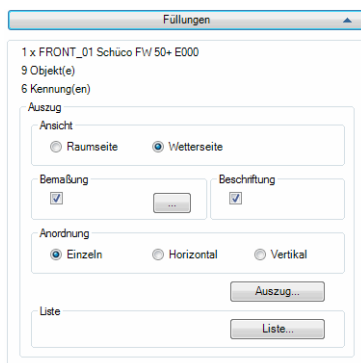 Füllungen
1 x FRONT_01 Schüco FW 50+ E000
9 Objekt(e)
6 Kennung(en)
Auszug
Ansicht
Raumseite Wetterseite
Bemaßung Beschriftung
...
Anordnung
Einzeln Horizontal Vertikal
Auszug...
Liste
Liste...